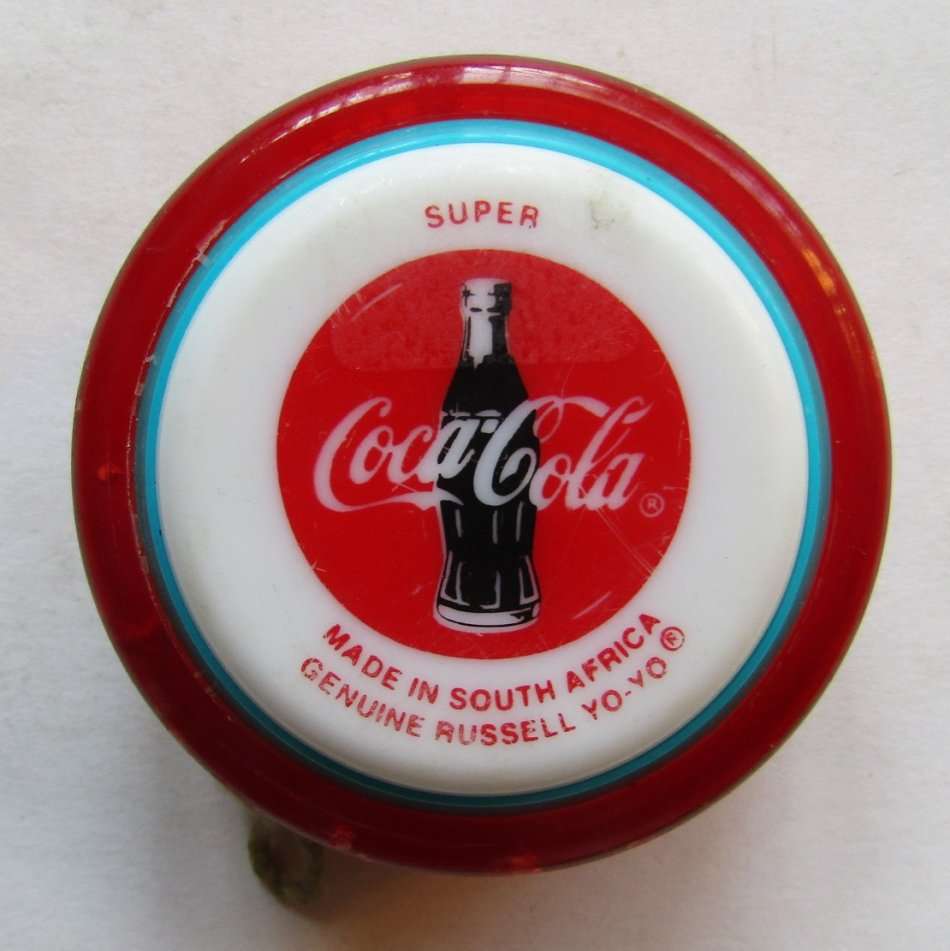 SUPER
Coca-Cola ®
MADE IN SOUTH AFRICA
GENUINE RUSSELL YO-YO ®